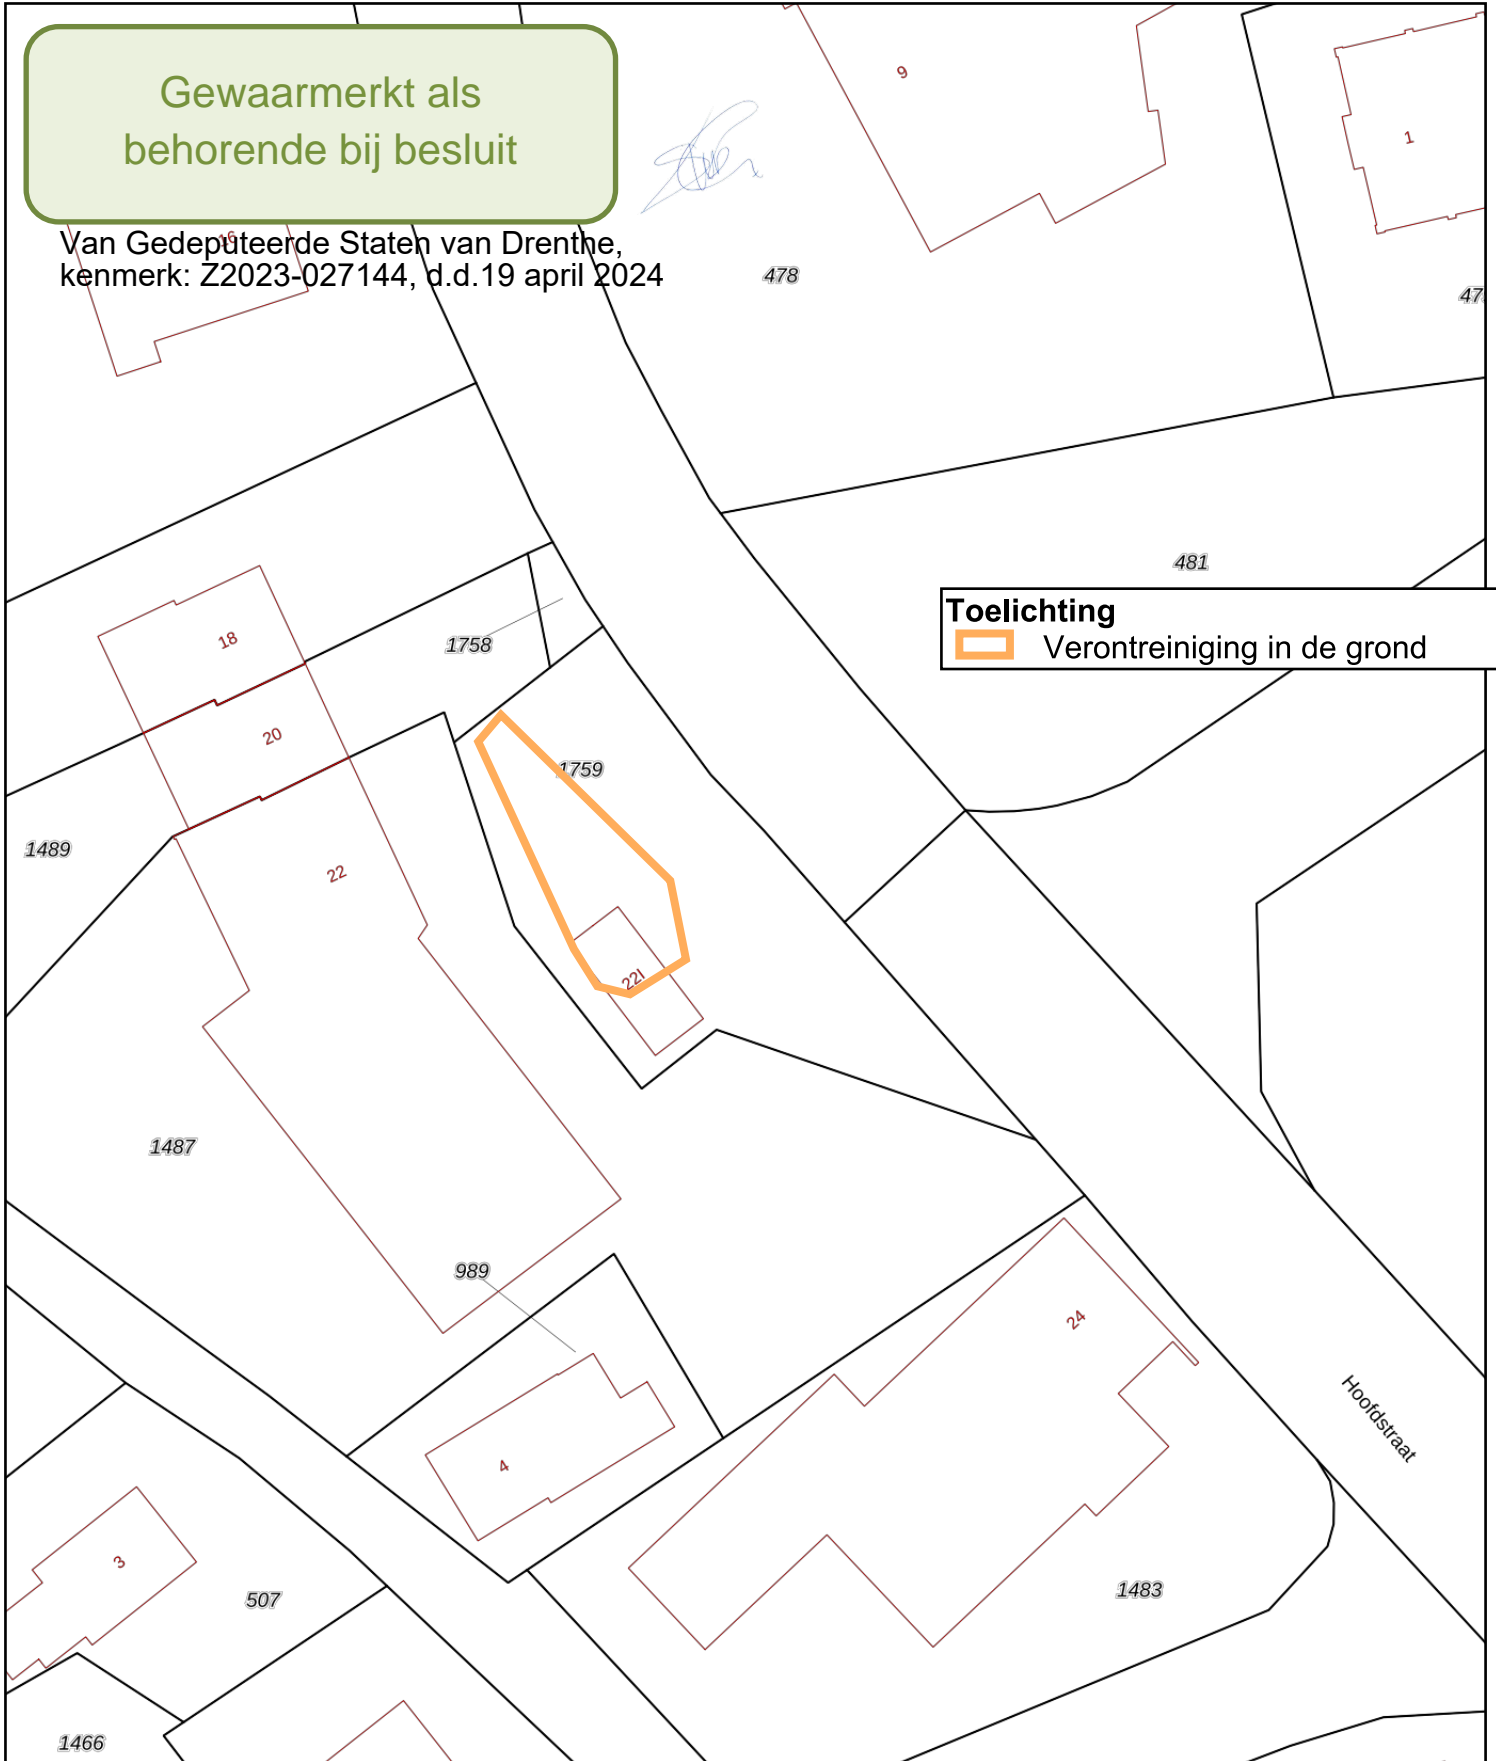 Gewaarmerkt als
behorende bij besluit
Van Gedeputeerde Staten van Drenthe,
kenmerk: Z2023-027144, d.d.19 april 2024
16
9
1
478
481
Toelichting
Verontreiniging in de grond
18
1758
20
1759
1489
22
22I
1487
989
24
Hoofdstraat
4
3
507
1483
1466